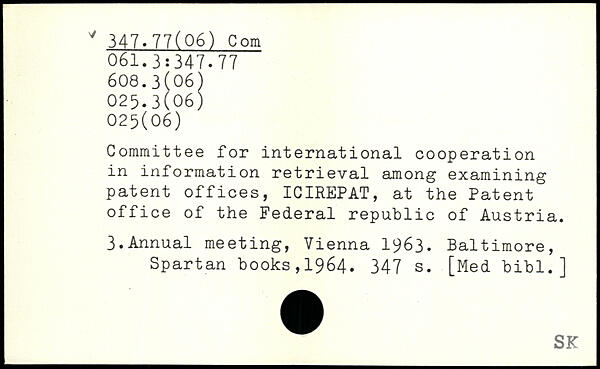 ✓ 347.77(06) Com
061.3:347.77
608.3(06)
025.3(06)
025(06)
Committee for international cooperation
in information retrieval among examining
patent offices, ICIREPAT, at the Patent
office of the Federal republic of Austria.
3.Annual meeting, Vienna 1963. Baltimore,
Spartan books,1964. 347 s. [Med bibl.]
SK